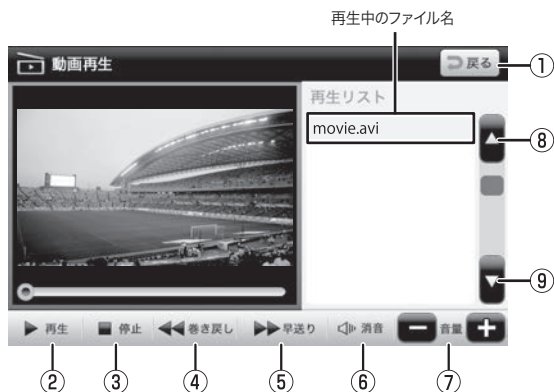 再生中のファイル名
動画再生
戻る
①
再生リスト
movie.avi
⑧
⑨
再生
停止
巻き戻し
早送り
消音
音量
② ③ ④ ⑤ ⑥ ⑦